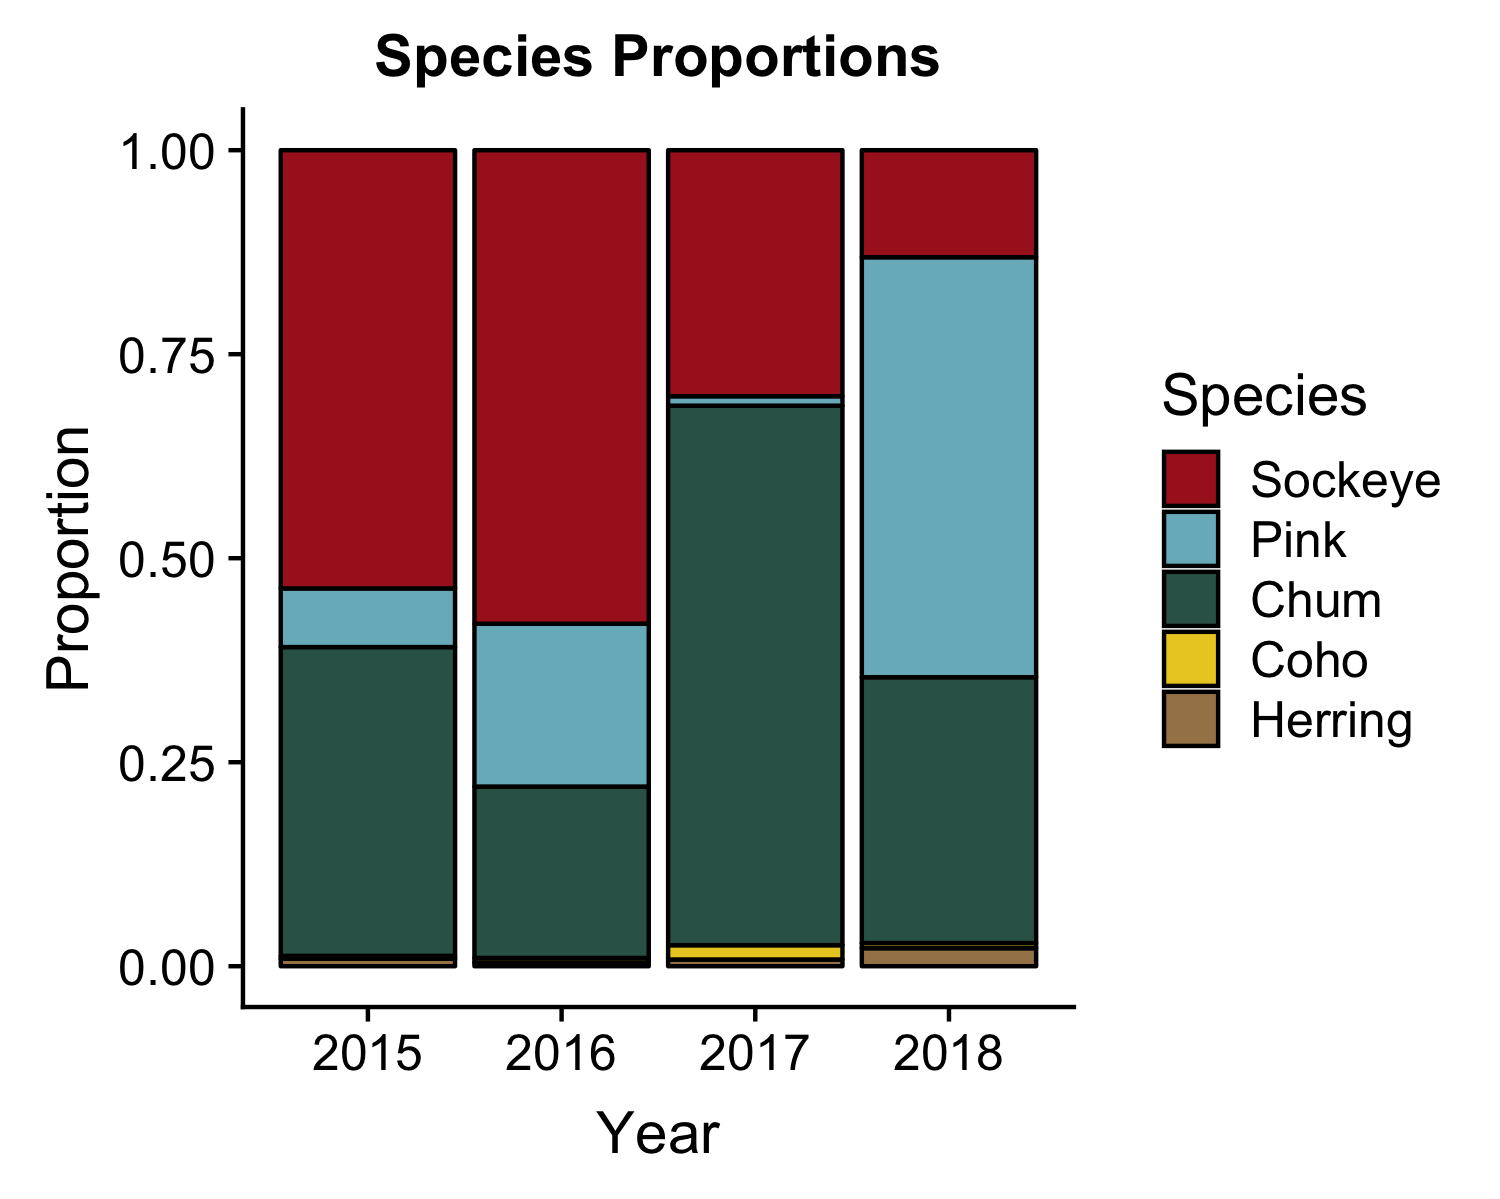 Species Proportions
1.00
0.75
0.50
0.25
0.00
Proportion
2015 2016 2017 2018
Year
Species
Sockeye
Pink
Chum
Coho
Herring